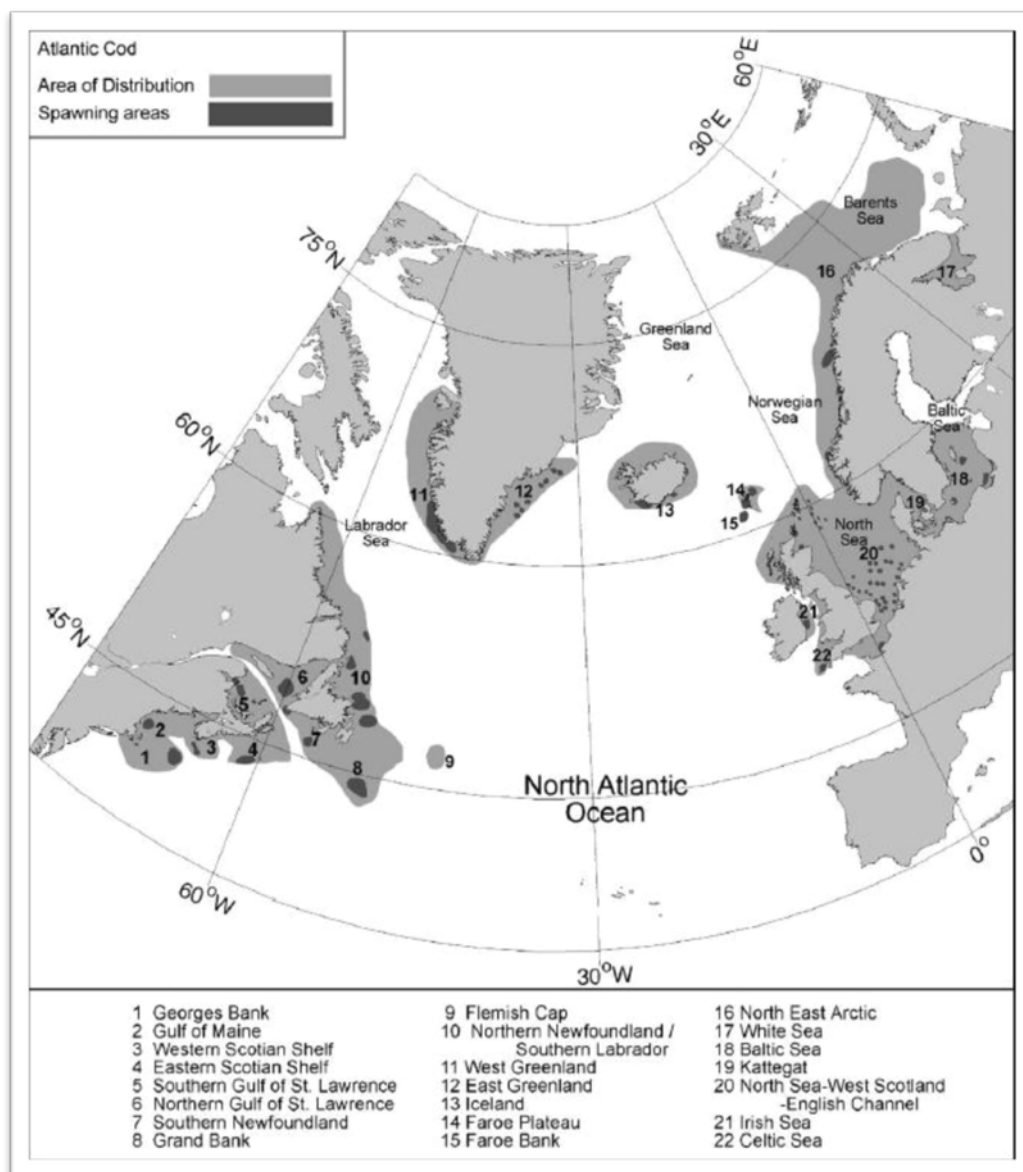 Atlantic Cod
Area of Distribution
Spawning areas
60°E
30°E
Barents
Sea
75°N
16
17
Greenland
Sea
Norwegian
Sea
Baltic
Sea
60°N
11
12
13
14
15
18
19
Labrador
Sea
North
Sea
20
45°N
21
22
10
6
5
2
1
3
4
7
8
9
North Atlantic
Ocean
0°
60°W
30°W
1 Georges Bank
2 Gulf of Maine
3 Western Scotian Shelf
4 Eastern Scotian Shelf
5 Southern Gulf of St. Lawrence
6 Northern Gulf of St. Lawrence
7 Southern Newfoundland
8 Grand Bank
9 Flemish Cap
10 Northern Newfoundland /
Southern Labrador
11 West Greenland
12 East Greenland
13 Iceland
14 Faroe Plateau
15 Faroe Bank
16 North East Arctic
17 White Sea
18 Baltic Sea
19 Kattegat
20 North Sea-West Scotland
-English Channel
21 Irish Sea
22 Celtic Sea